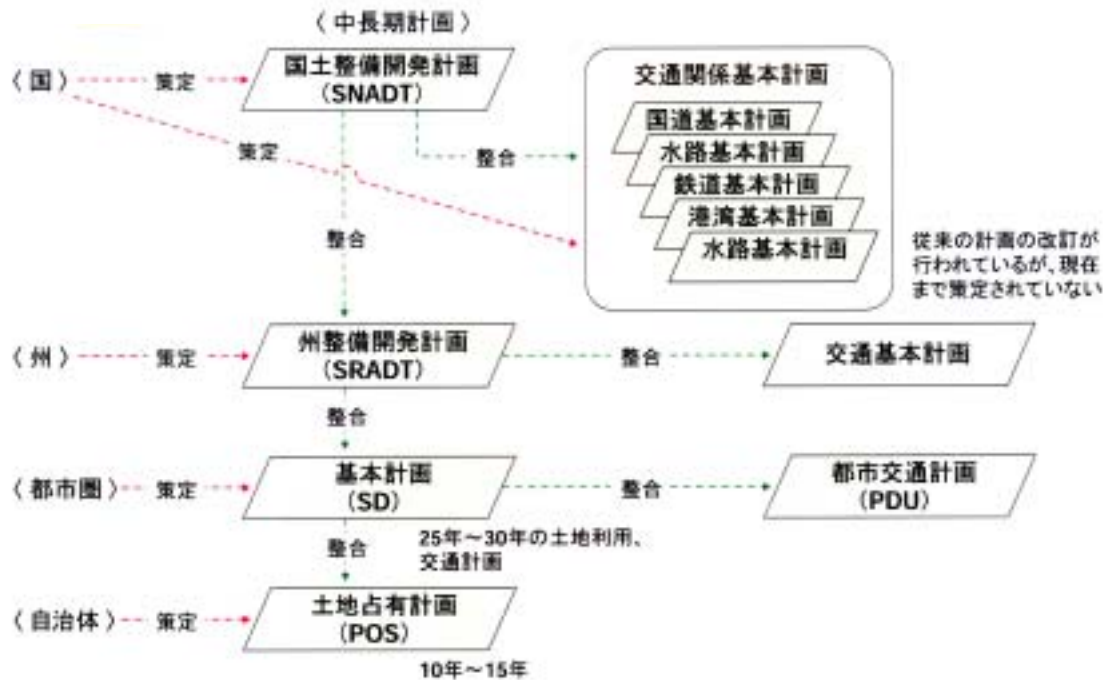 〈中長期計画〉
〈国〉
策定
国土整備開発計画
(SNADT)
交通関係基本計画
国道基本計画
水路基本計画
鉄道基本計画
港湾基本計画
水路基本計画
策定
整合
整合
従来の計画の改訂が
行われているが、現在
まで策定されていない
〈州〉
策定
州整備開発計画
(SRADT)
整合
交通基本計画
整合
〈都市圏〉
策定
基本計画
(SD)
整合
都市交通計画
(PDU)
25年～30年の土地利用、
交通計画
整合
〈自治体〉
策定
土地占有計画
(POS)
10年～15年